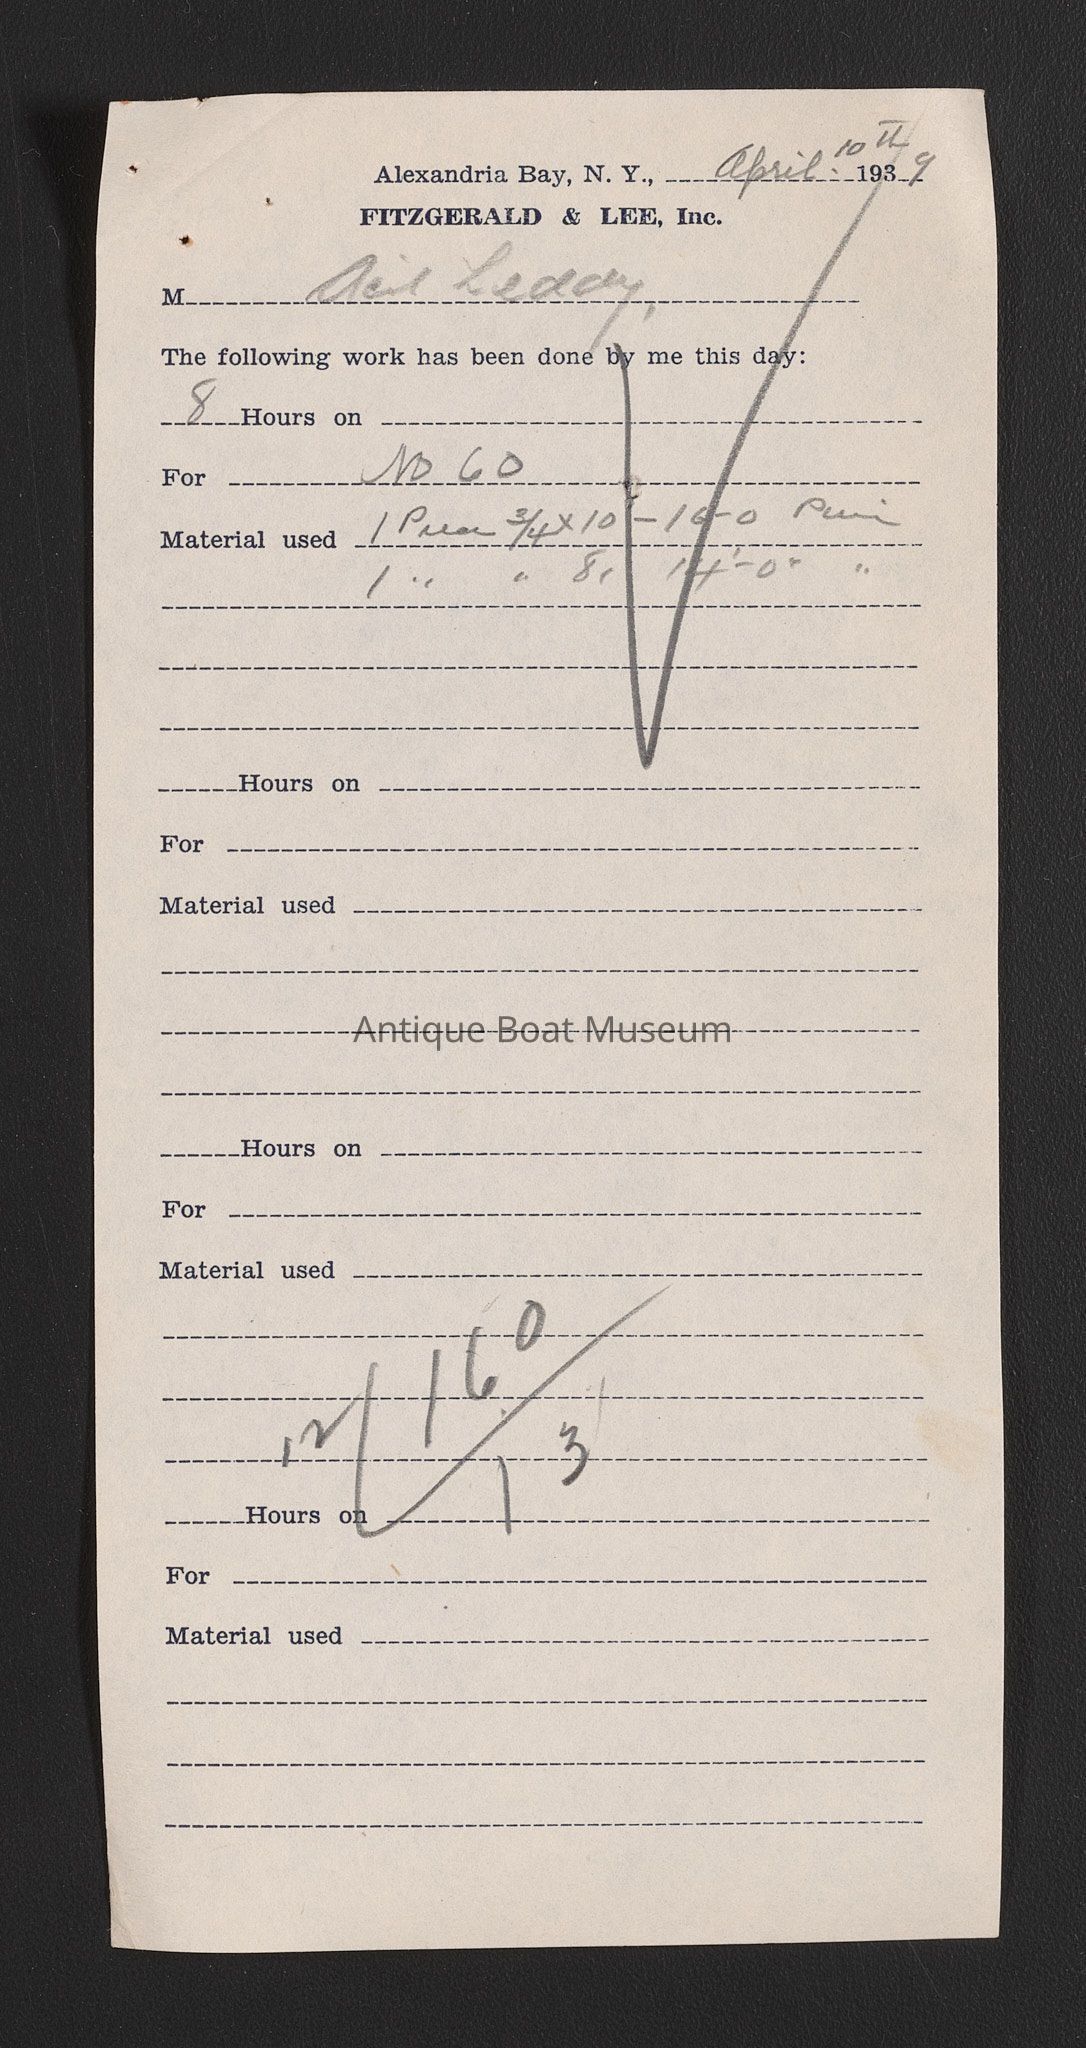 Alexandria Bay, N. Y., April 10th 1939
FITZGERALD & LEE, Inc.
M Leddy
The following work has been done by me this day:
8 Hours on
For No 60
Material used 1 3/4 x 10 - 16-0
1 " " 8, 14'-0" "
Hours on
For
Material used
Antique Boat Museum
Hours on
For
Material used
160
12
13
Hours on
For
Material used